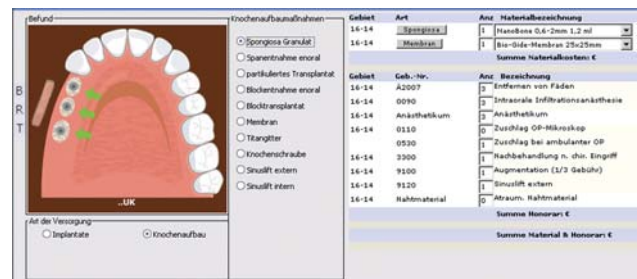 Befund
B
R
T
..UK
Art der Versorgung
Implantate
Knochenaufbau
Knochenaufbaumaßnahmen
Spongiosa Granulat
Spanentnahme enoral
partikuliertes Transplantat
Blockentnahme enoral
Blocktransplantat
Membran
Titangitter
Knochenschraube
Sinuslift extern
Sinuslift intern
Gebiet Art Anz Materialbezeichnung
16-14 Spongiosa 1 NanoBone 0,6-2mm 1,2 ml
16-14 Membran 1 Bio-Gide-Membran 25x25mm
Summe Materialkosten: €
Gebiet Geb.-Nr. Anz Bezeichnung
16-14 Ä2007 3 Entfernen von Fäden
16-14 0090 3 Intraorale Infiltrationsanästhesie
16-14 Anästhetikum 3 Anästhetikum
16-14 0110 0 Zuschlag OP-Mikroskop
0530 1 Zuschlag bei ambulanter OP
16-14 3300 1 Nachbehandlung n. chir. Eingriff
16-14 9100 1 Augmentation (1/3 Gebühr)
16-14 9120 1 Sinuslift extern
16-14 Nahtmaterial 0 Atraum. Nahtmaterial
Summe Honorar: €
Summe Material & Honorar: €